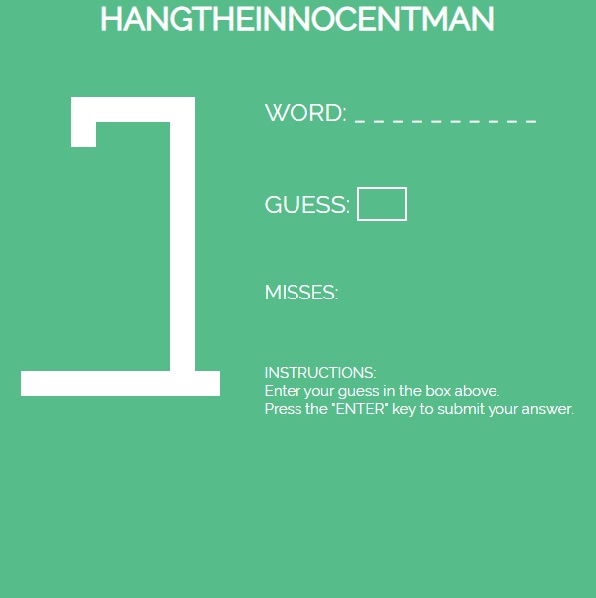 HANGTHEINNOCENTMAN
WORD: _ _ _ _ _ _ _ _ _ _
GUESS:
MISSES:
INSTRUCTIONS:
Enter your guess in the box above.
Press the "ENTER" key to submit your answer.